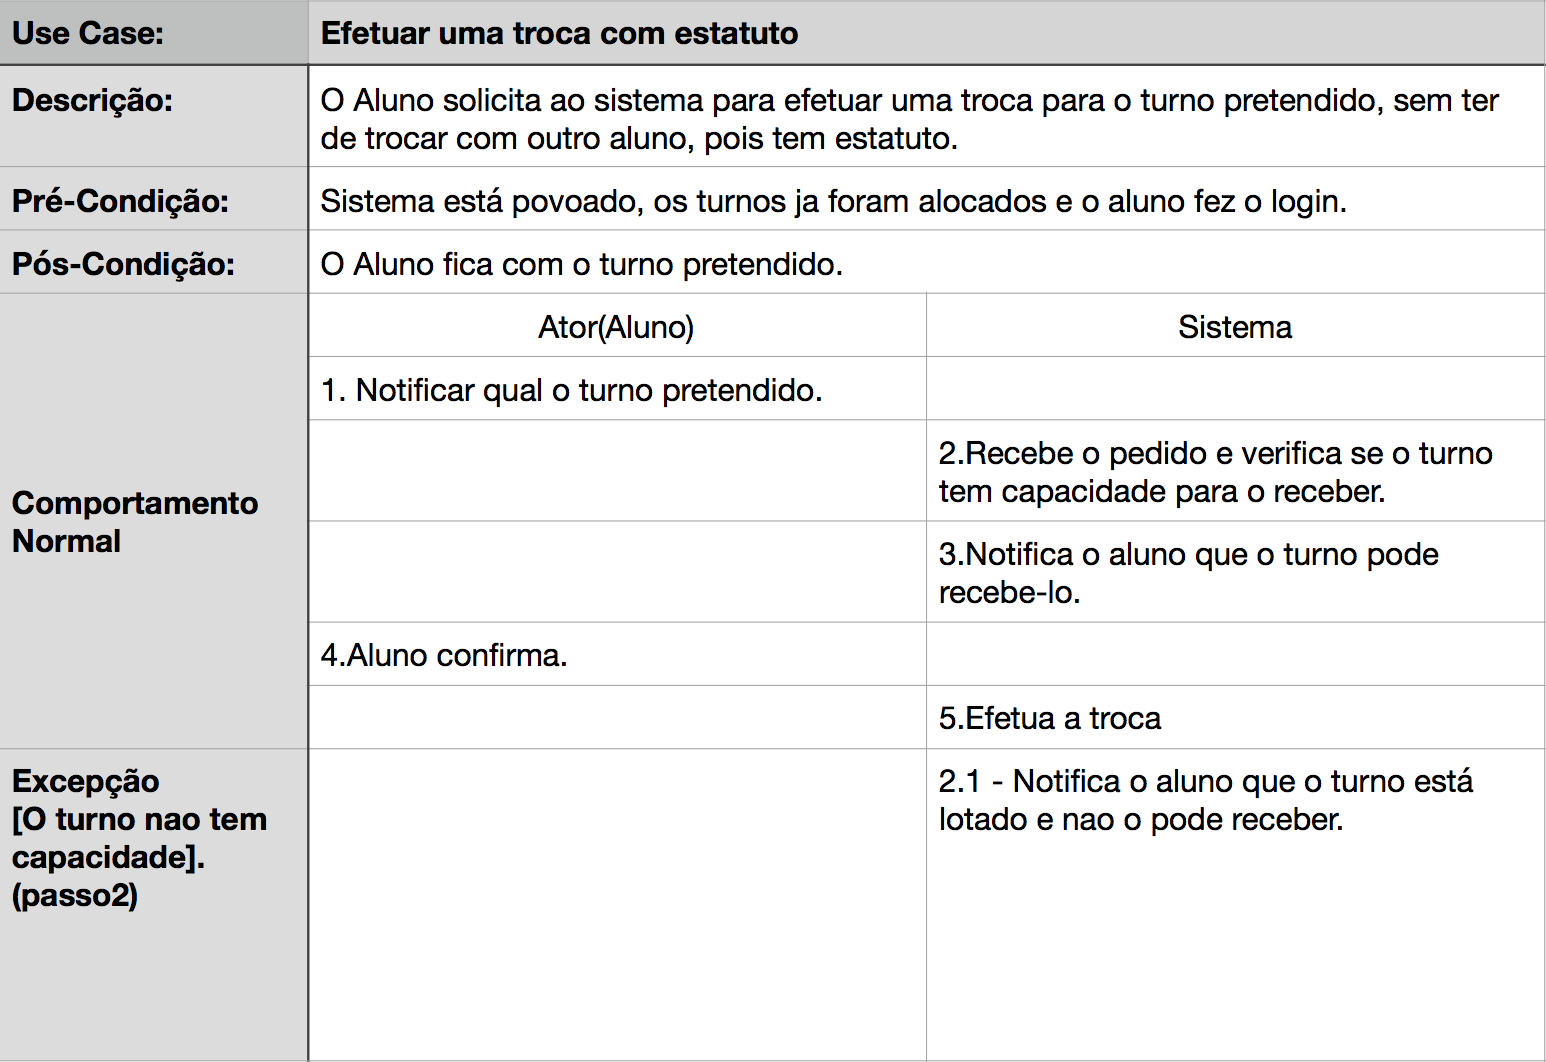 Use Case:
Efetuar uma troca com estatuto
Descrição:
O Aluno solicita ao sistema para efetuar uma troca para o turno pretendido, sem ter
de trocar com outro aluno, pois tem estatuto.
Pré-Condição:
Sistema está povoado, os turnos ja foram alocados e o aluno fez o login.
Pós-Condição:
O Aluno fica com o turno pretendido.
Comportamento
Normal
Ator(Aluno)
Sistema
1. Notificar qual o turno pretendido.
2.Recebe o pedido e verifica se o turno
tem capacidade para o receber.
3.Notifica o aluno que o turno pode
recebe-lo.
4.Aluno confirma.
5.Efetua a troca
Excepção
[O turno nao tem
capacidade].
(passo2)
2.1 - Notifica o aluno que o turno está
lotado e nao o pode receber.